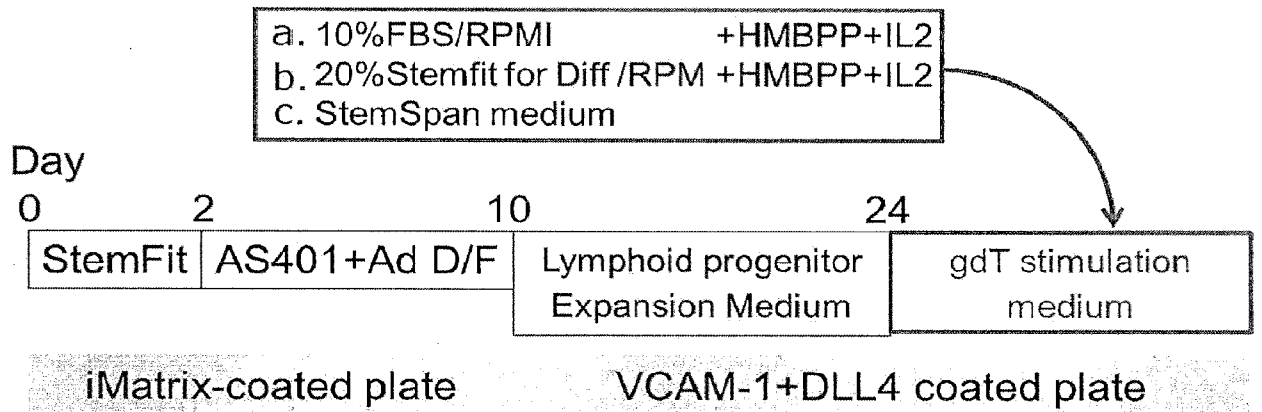 a. 10%FBS/RPMI +HMBPP+IL2
b. 20%Stemfit for Diff/RPM +HMBPP+IL2
c. StemSpan medium
Day
0 2 10 24
StemFit AS401+Ad D/F Lymphoid progenitor Expansion Medium gdT stimulation medium
iMatrix-coated plate VCAM-1+DLL4 coated plate